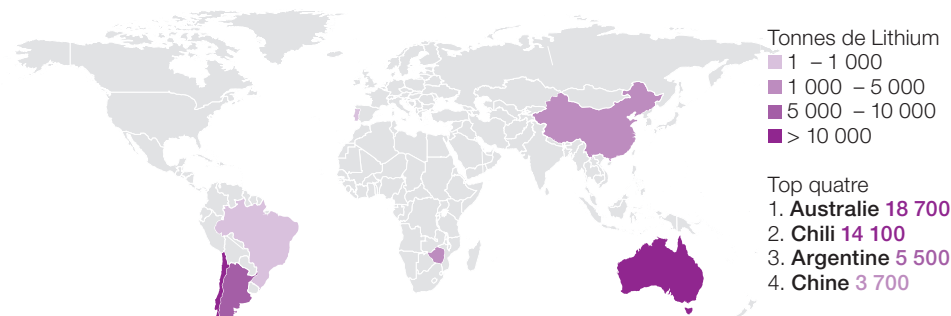 Tonnes de Lithium
1 – 1 000
1 000 – 5 000
5 000 – 10 000
> 10 000
Top quatre
1. Australie 18 700
2. Chili 14 100
3. Argentine 5 500
4. Chine 3 700